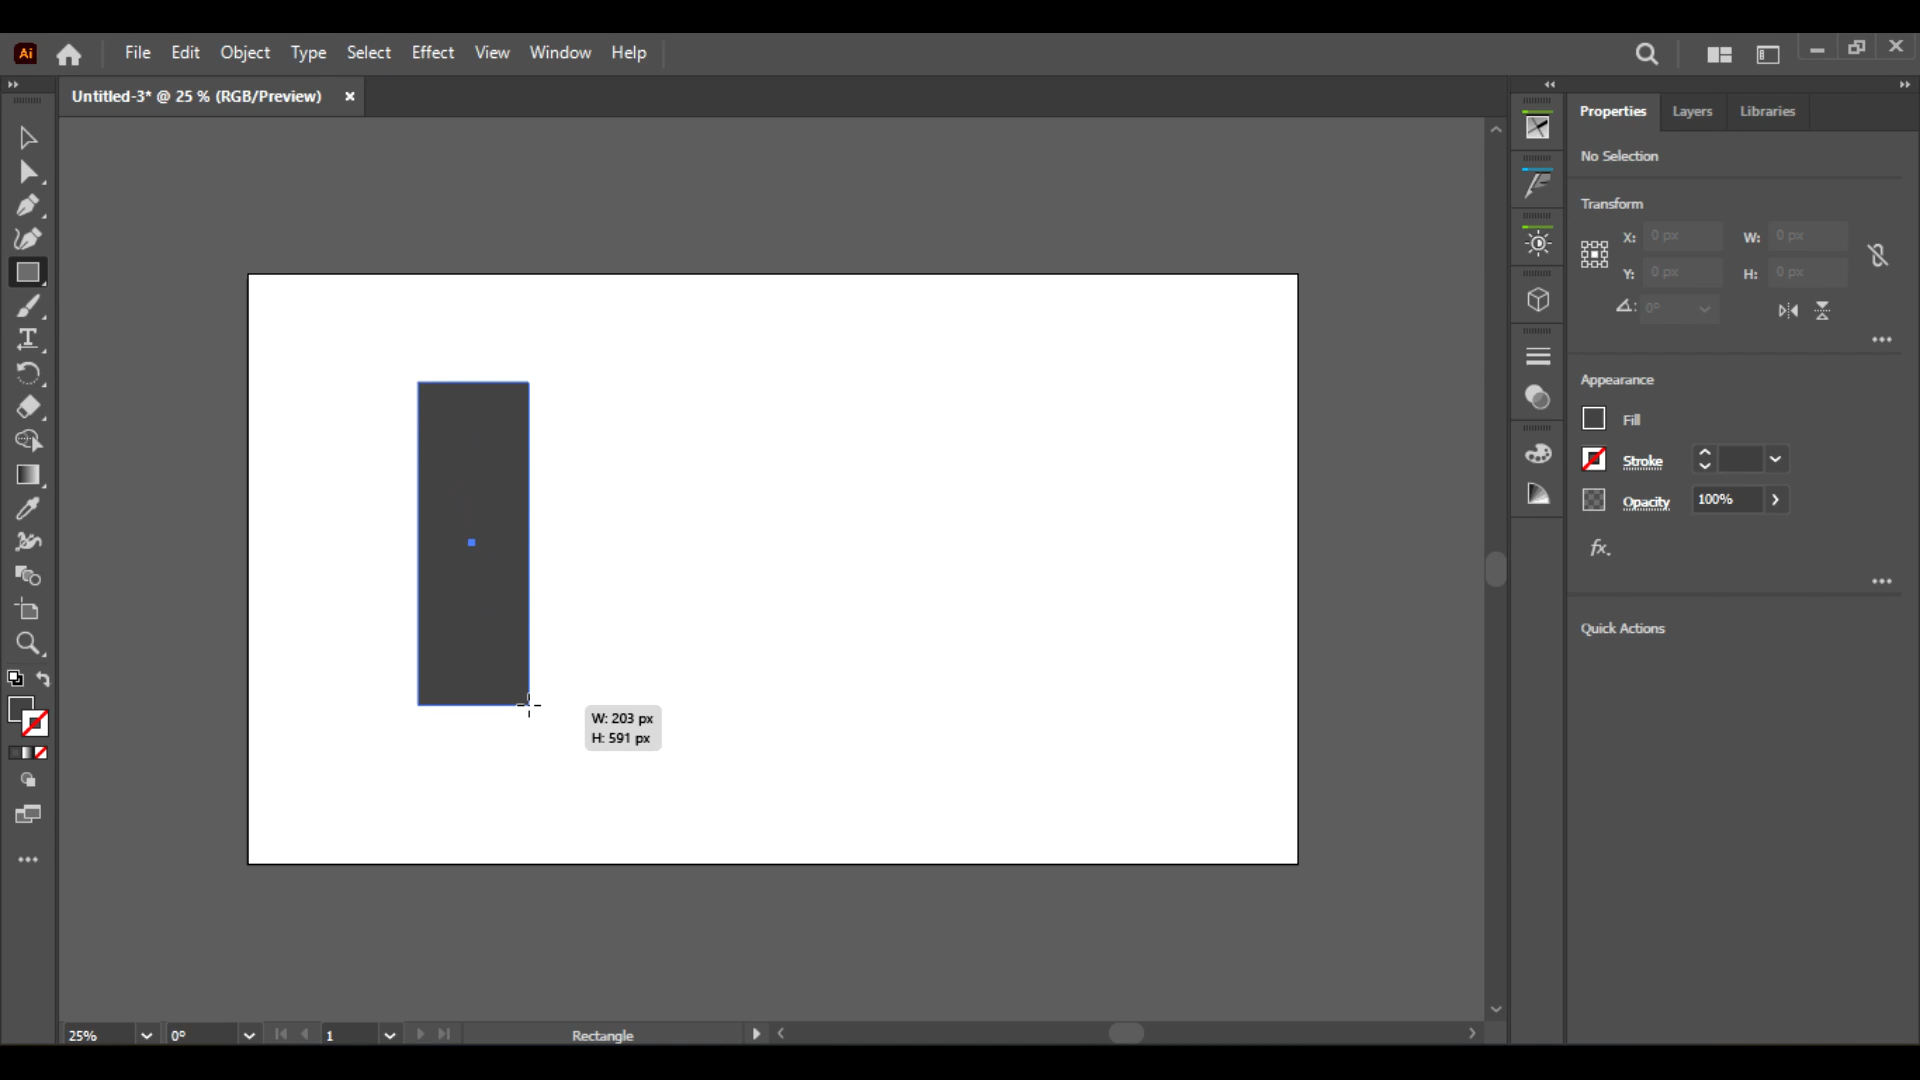 Ai File Edit Object Type Select Effect View Window Help
Untitled-3* @ 25 % (RGB/Preview) ×
Properties Layers Libraries
No Selection
Transform
X: 0 px W: 0 px
Y: 0 px H: 0 px
0°
Appearance
Fill
Stroke
Opacity 100%
fx.
Quick Actions
W: 203 px
H: 591 px
25% 0° 1 Rectangle